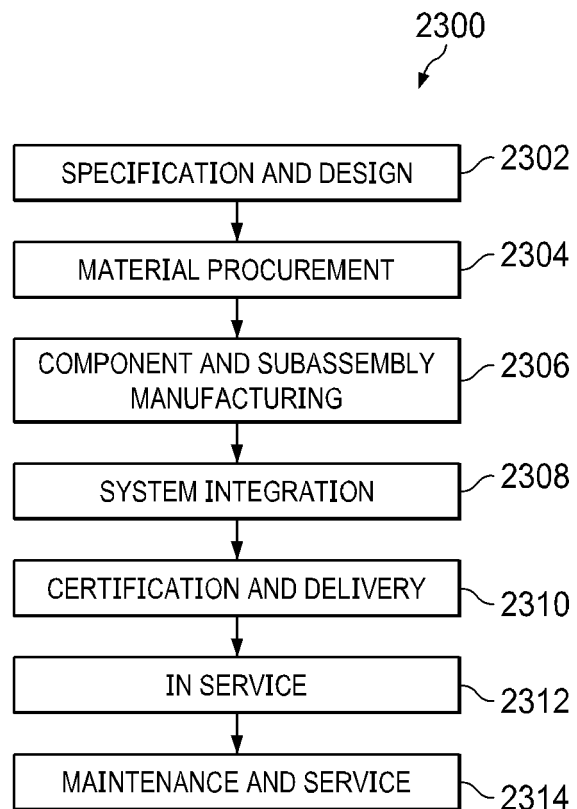 2300
SPECIFICATION AND DESIGN
2302
MATERIAL PROCUREMENT
2304
COMPONENT AND SUBASSEMBLY
MANUFACTURING
2306
SYSTEM INTEGRATION
2308
CERTIFICATION AND DELIVERY
2310
IN SERVICE
2312
MAINTENANCE AND SERVICE
2314